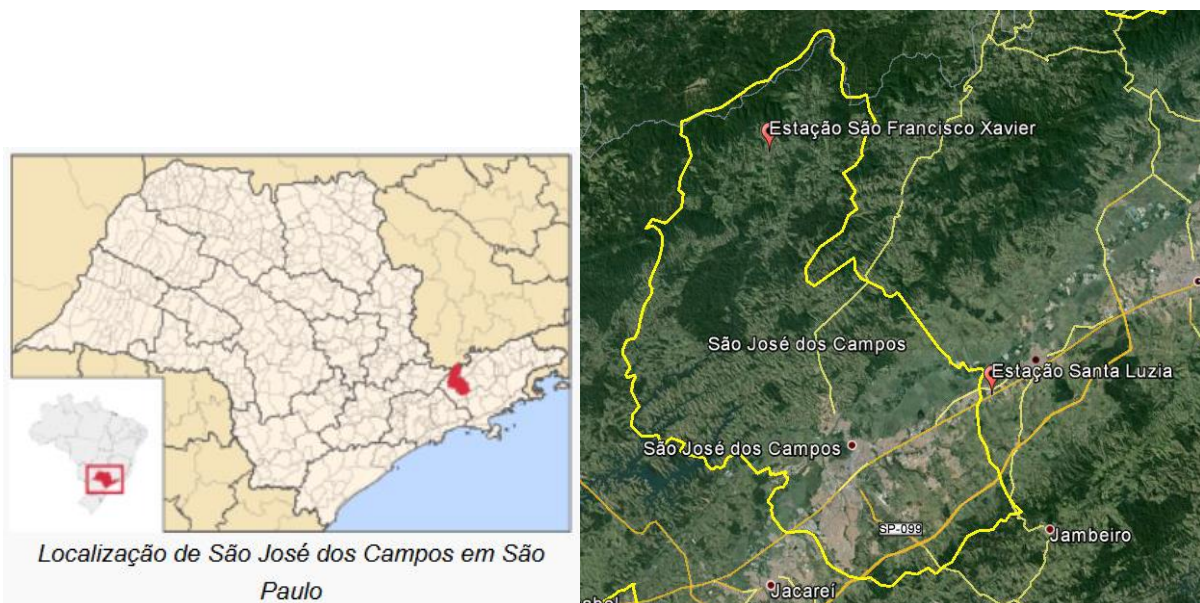 Localização de São José dos Campos em São
Paulo
Estação São Francisco Xavier
São José dos Campos
Estação Santa Luzia
São José dos Campos
SP-099
Jambeiro
Jacareí